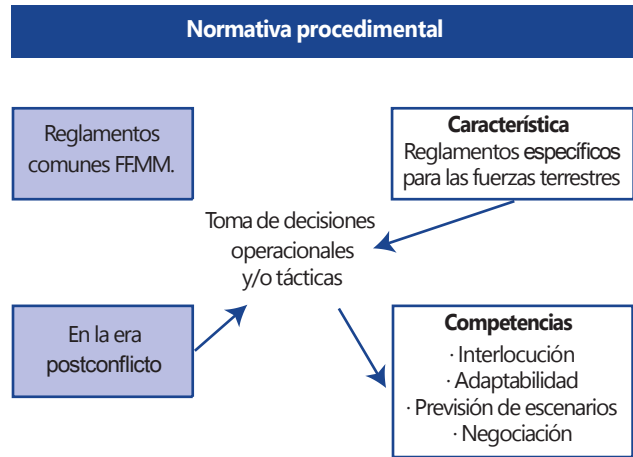 Normativa procedimental
Reglamentos
comunes FF.MM.
Característica
Reglamentos específicos
para las fuerzas terrestres
Toma de decisiones
operacionales
y/o tácticas
En la era
postconflicto
Competencias
· Interlocución
· Adaptabilidad
· Previsión de escenarios
· Negociación